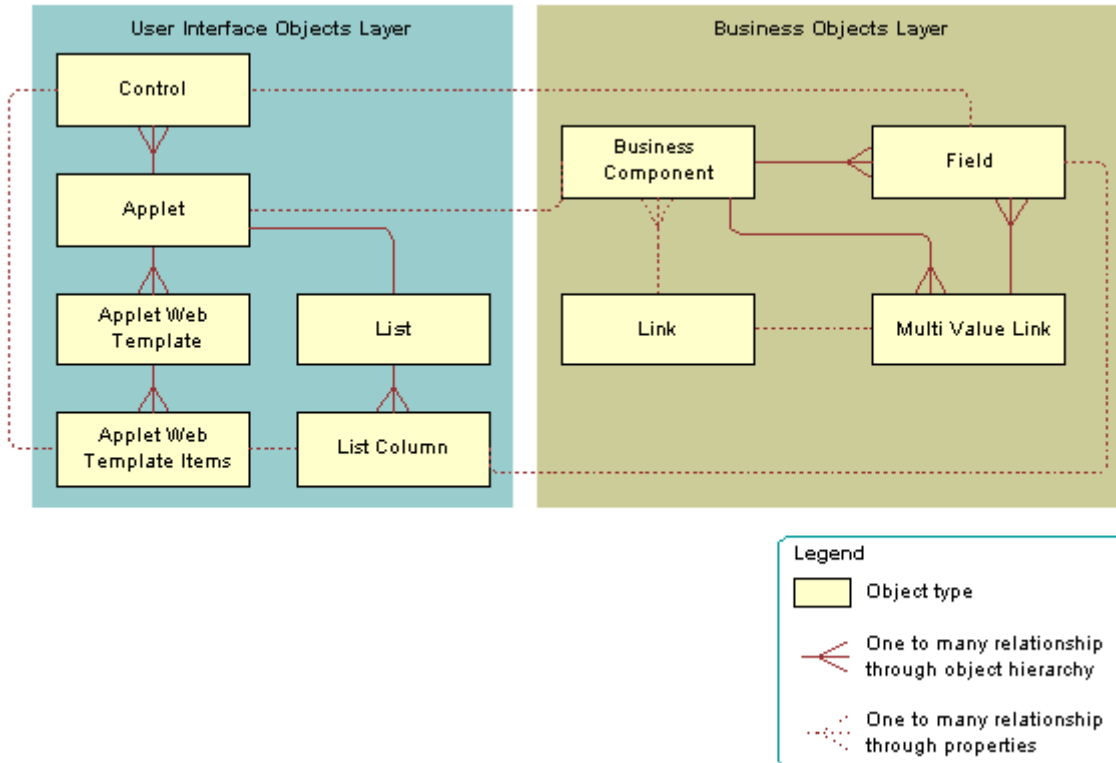 User Interface Objects Layer
Business Objects Layer
Control
Business
Component
Field
Applet
Applet Web
Template
List
Link
Multi Value Link
Applet Web
Template Items
List Column
Legend
Object type
One to many relationship
through object hierarchy
One to many relationship
through properties